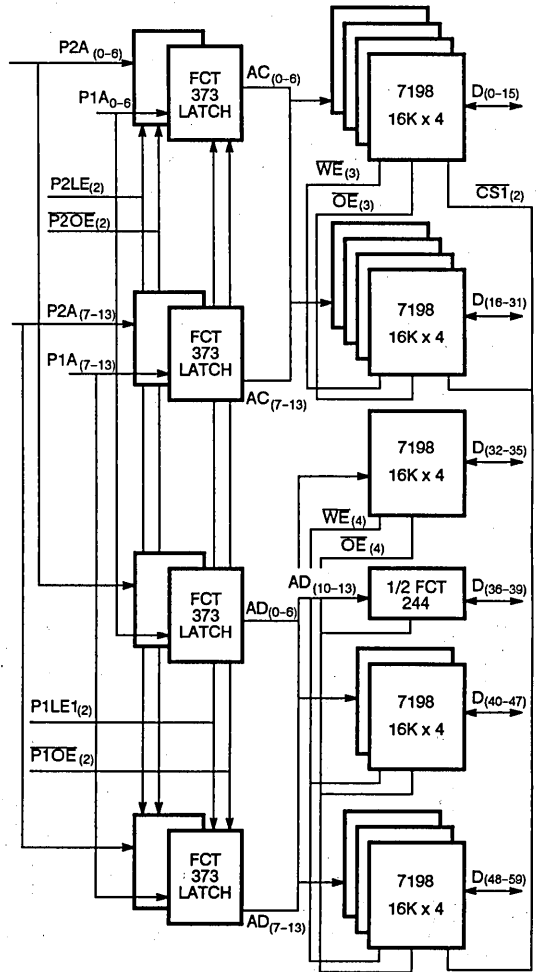 P2A(0–6)
P1A0–6
FCT
373
LATCH
AC(0–6)
7198
16K x 4
D(0–15)
P2LE(2)
P2OE(2)
WE(3)
OE(3)
CS1(2)
P2A(7–13)
P1A(7–13)
FCT
373
LATCH
AC(7–13)
7198
16K x 4
D(16–31)
7198
16K x 4
D(32–35)
WE(4)
OE(4)
FCT
373
LATCH
AD(0–6)
AD(10–13)
1/2 FCT
244
D(36–39)
P1LE1(2)
P1OE(2)
7198
16K x 4
D(40–47)
FCT
373
LATCH
AD(7–13)
7198
16K x 4
D(48–59)